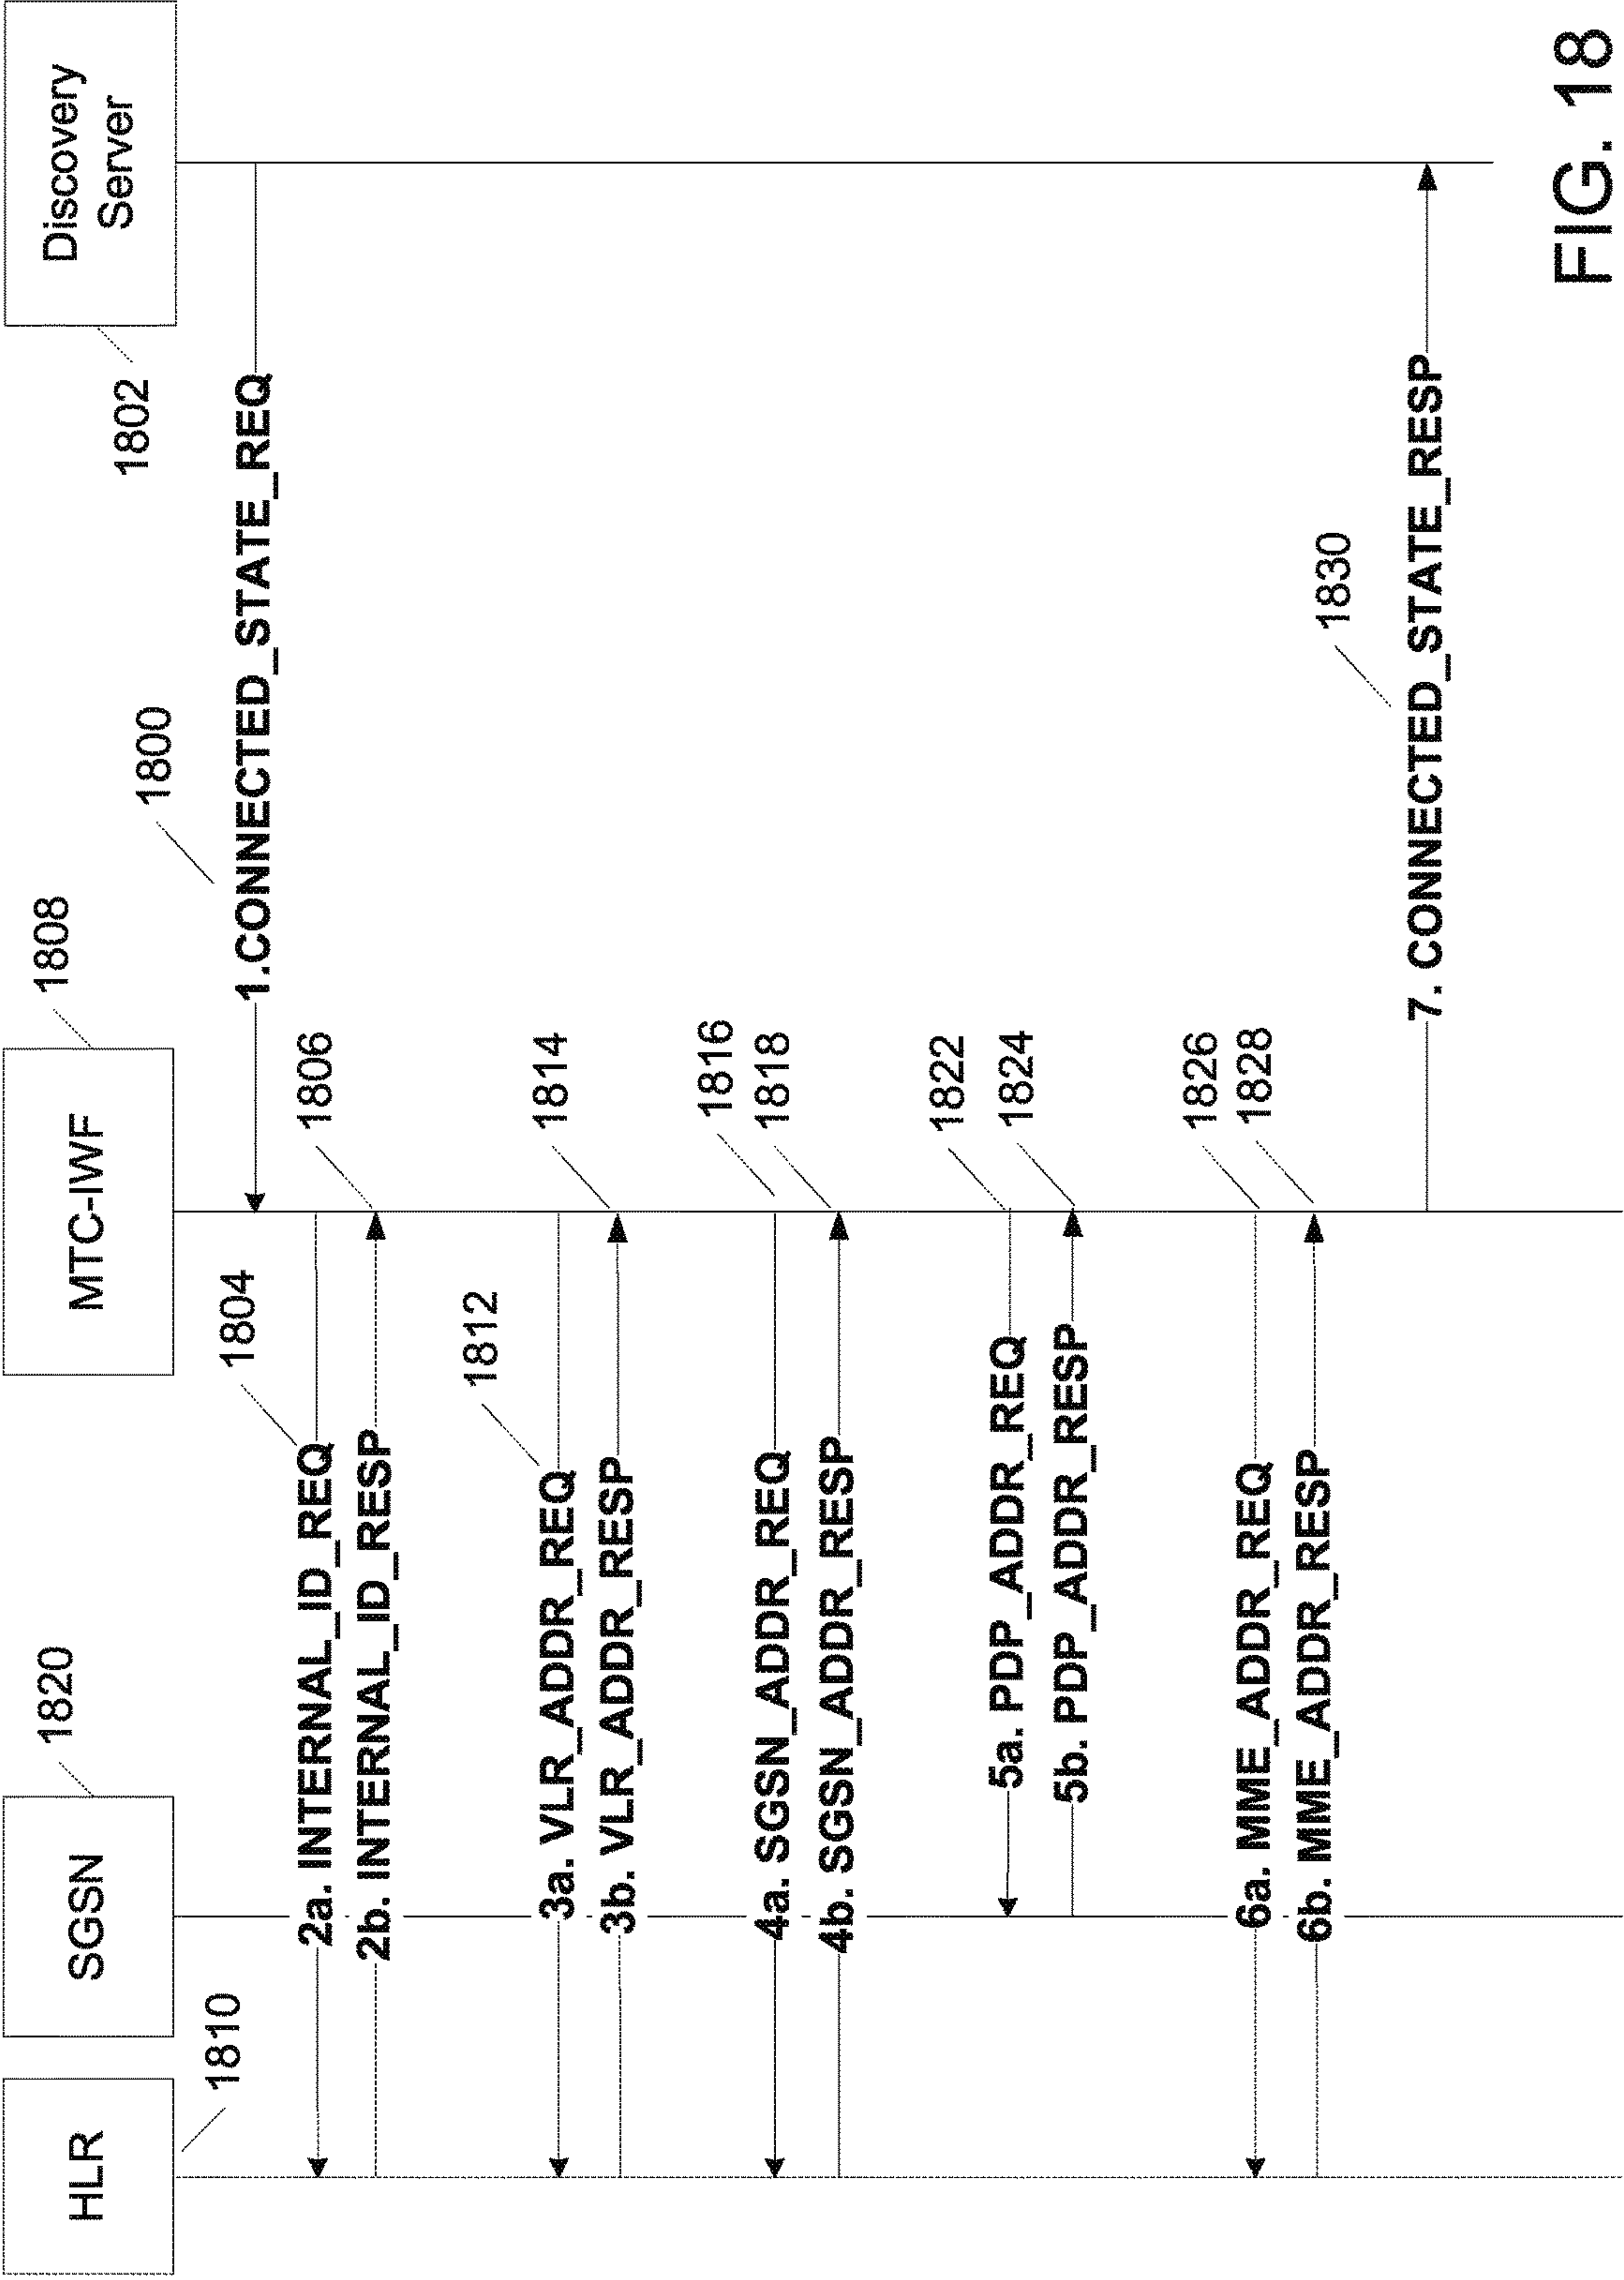 HLR
1810
SGSN
1820
MTC-IWF
1808
Discovery
Server
1802
1800
1.CONNECTED_STATE_REQ
1804
2a. INTERNAL_ID_REQ
1806
2b. INTERNAL_ID_RESP
1812
3a. VLR_ADDR_REQ
1814
3b. VLR_ADDR_RESP
1816
4a. SGSN_ADDR_REQ
1818
4b. SGSN_ADDR_RESP
1822
5a. PDP_ADDR_REQ
1824
5b. PDP_ADDR_RESP
1826
6a. MME_ADDR_REQ
1828
6b. MME_ADDR_RESP
1830
7. CONNECTED_STATE_RESP
FIG. 18